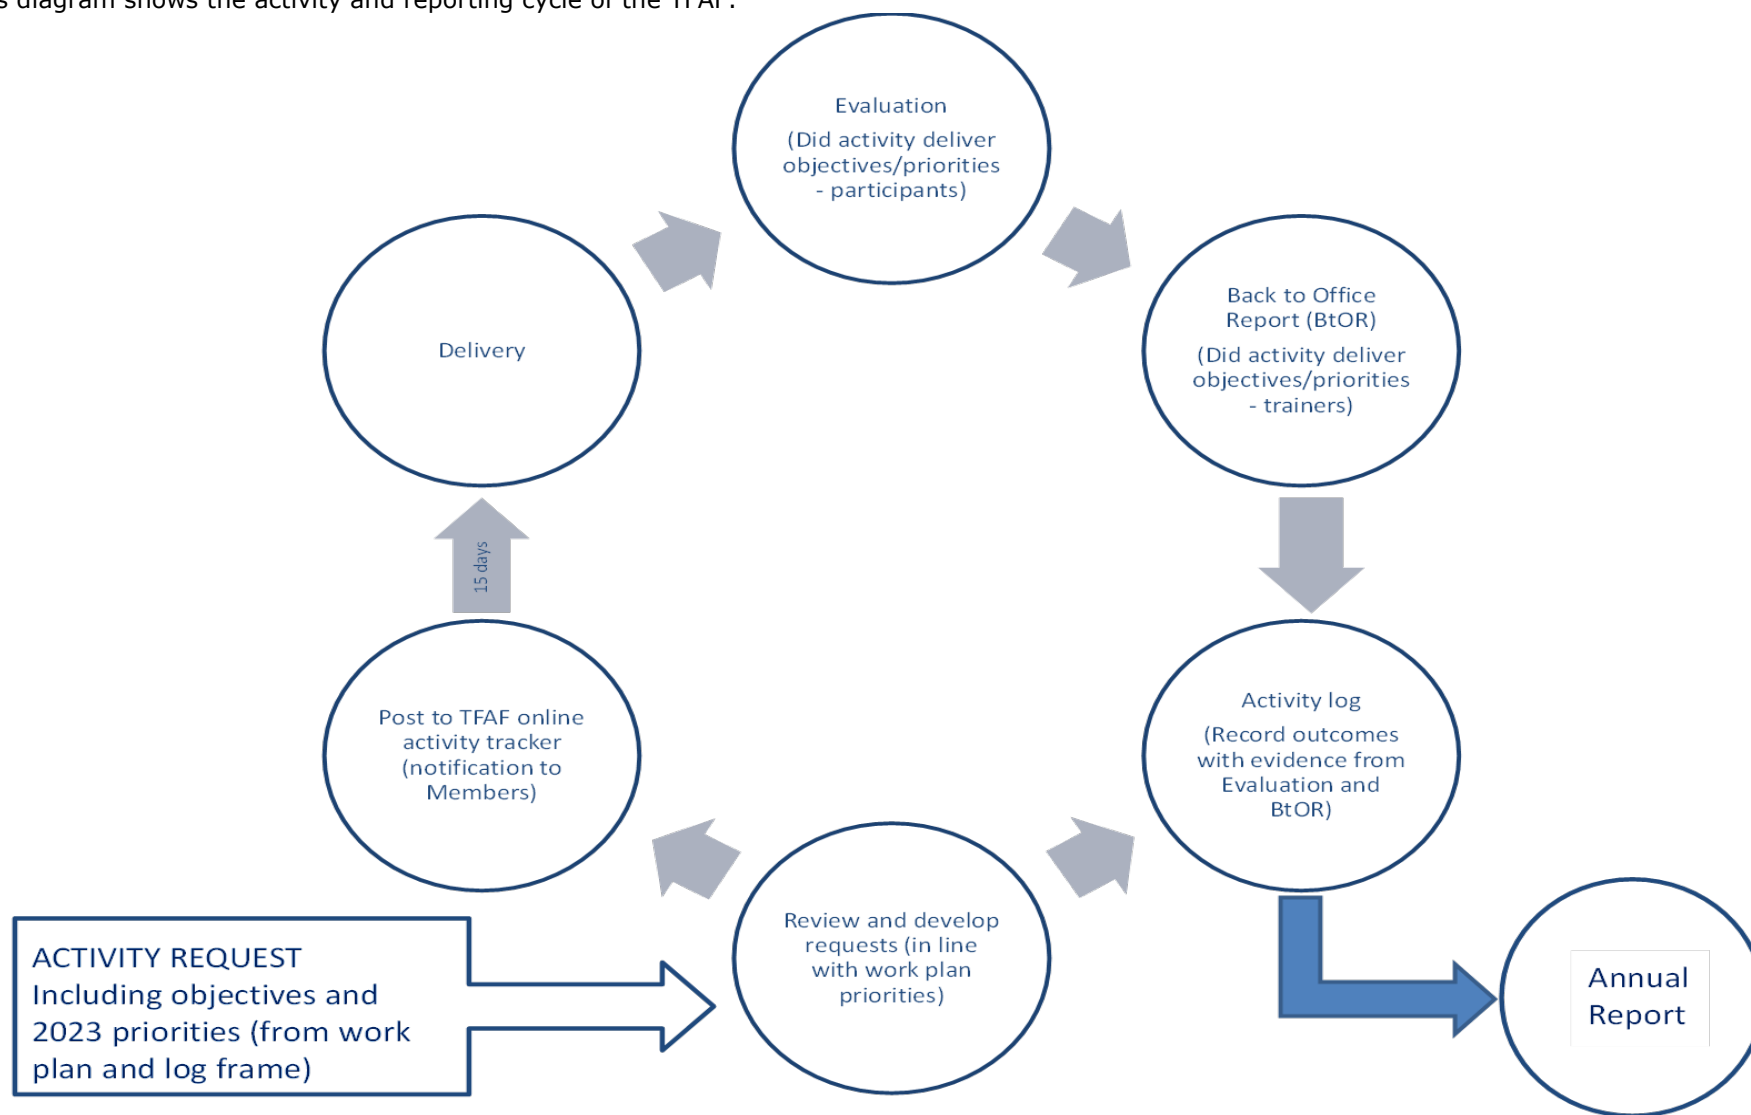 s diagram shows the activity and reporting cycle of the TFAF.
Evaluation
(Did activity deliver
objectives/priorities
- participants)
Back to Office
Report (BtOR)
(Did activity deliver
objectives/priorities
- trainers)
Delivery
15 days
Post to TFAF online
activity tracker
(notification to
Members)
Activity log
(Record outcomes
with evidence from
Evaluation and
BtOR)
Review and develop
requests (in line
with work plan
priorities)
ACTIVITY REQUEST
Including objectives and
2023 priorities (from work
plan and log frame)
Annual
Report